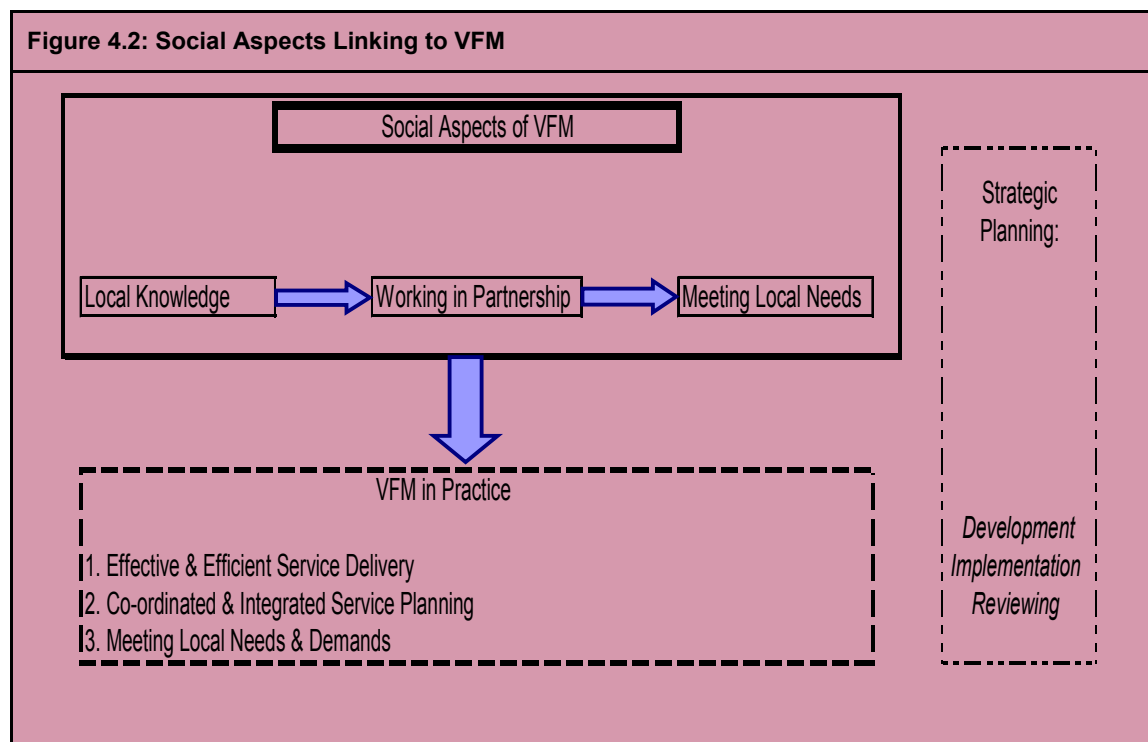 Figure 4.2: Social Aspects Linking to VFM
Social Aspects of VFM
Local Knowledge
Working in Partnership
Meeting Local Needs
VFM in Practice
1. Effective & Efficient Service Delivery
2. Co-ordinated & Integrated Service Planning
3. Meeting Local Needs & Demands
Strategic
Planning:
Development
Implementation
Reviewing